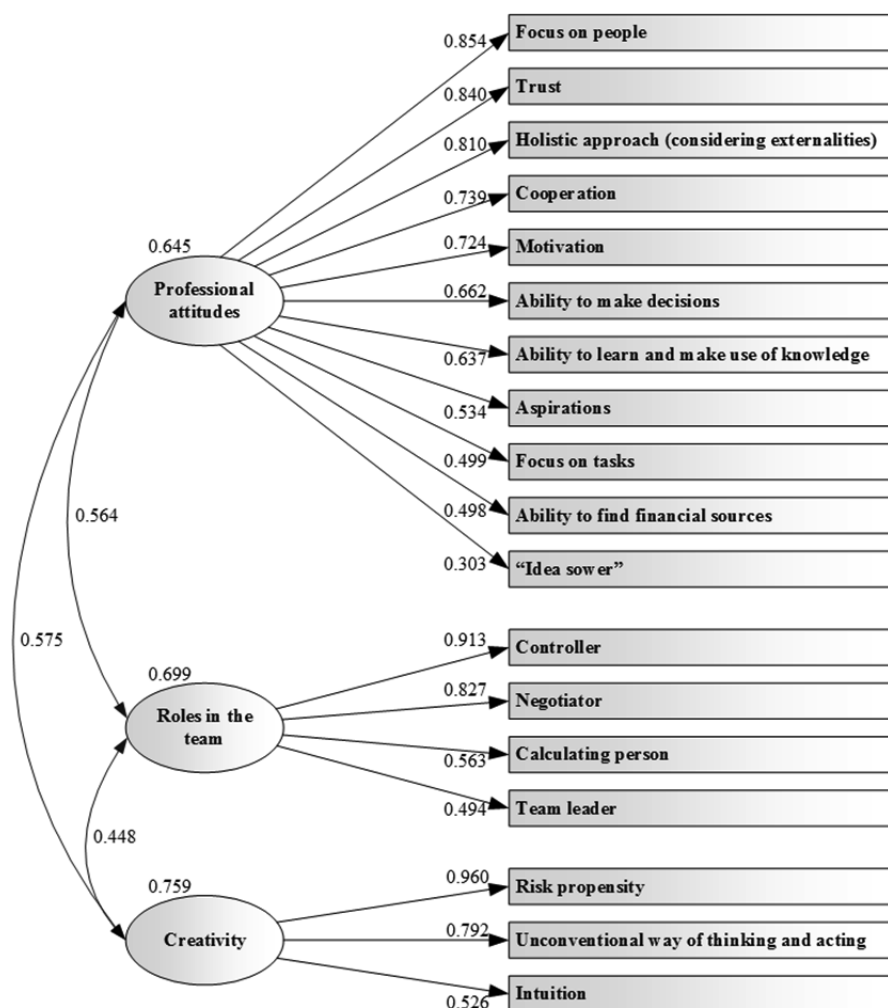 0.854
Focus on people
0.840
Trust
0.810
Holistic approach (considering externalities)
0.739
Cooperation
0.724
Motivation
0.645
Professional
attitudes
0.662
Ability to make decisions
0.637
Ability to learn and make use of knowledge
0.534
Aspirations
0.499
Focus on tasks
0.498
Ability to find financial sources
0.303
“Idea sower”
0.564
0.575
0.913
Controller
0.699
Roles in the
team
0.827
Negotiator
0.563
Calculating person
0.494
Team leader
0.448
0.759
Creativity
0.960
Risk propensity
0.792
Unconventional way of thinking and acting
0.526
Intuition